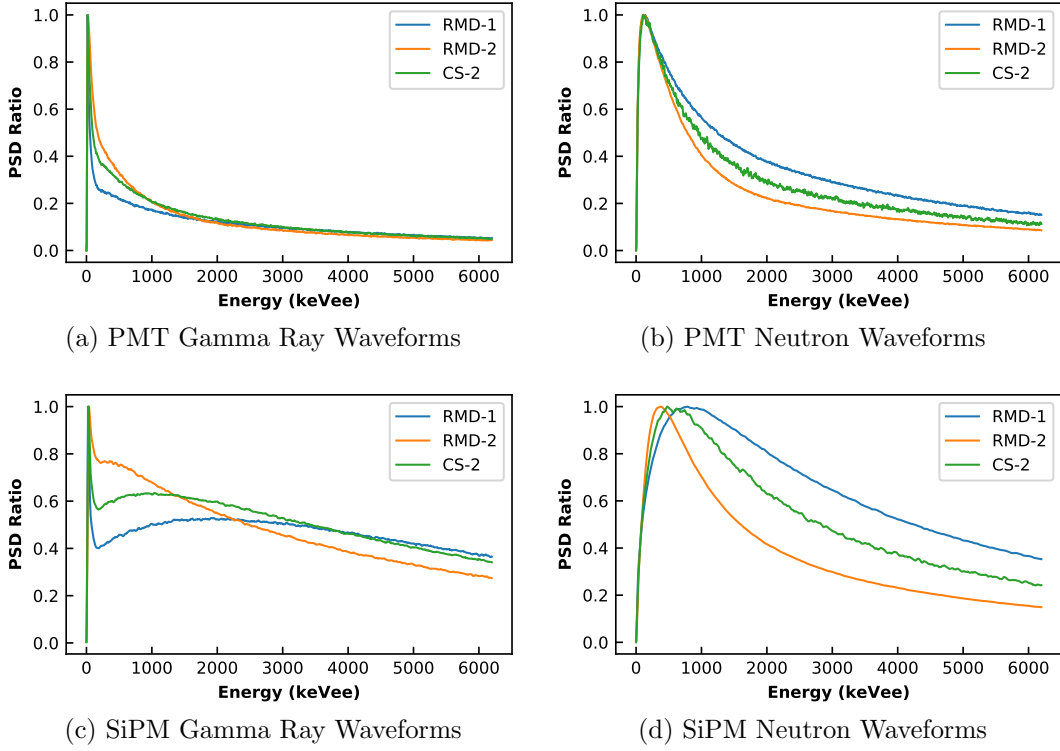 1.0
0.8
0.6
0.4
0.2
0.0
PSD Ratio
RMD-1
RMD-2
CS-2
0 1000 2000 3000 4000 5000 6000
Energy (keVee)
(a) PMT Gamma Ray Waveforms
1.0
0.8
0.6
0.4
0.2
0.0
PSD Ratio
RMD-1
RMD-2
CS-2
0 1000 2000 3000 4000 5000 6000
Energy (keVee)
(b) PMT Neutron Waveforms
1.0
0.8
0.6
0.4
0.2
0.0
PSD Ratio
RMD-1
RMD-2
CS-2
0 1000 2000 3000 4000 5000 6000
Energy (keVee)
(c) SiPM Gamma Ray Waveforms
1.0
0.8
0.6
0.4
0.2
0.0
PSD Ratio
RMD-1
RMD-2
CS-2
0 1000 2000 3000 4000 5000 6000
Energy (keVee)
(d) SiPM Neutron Waveforms